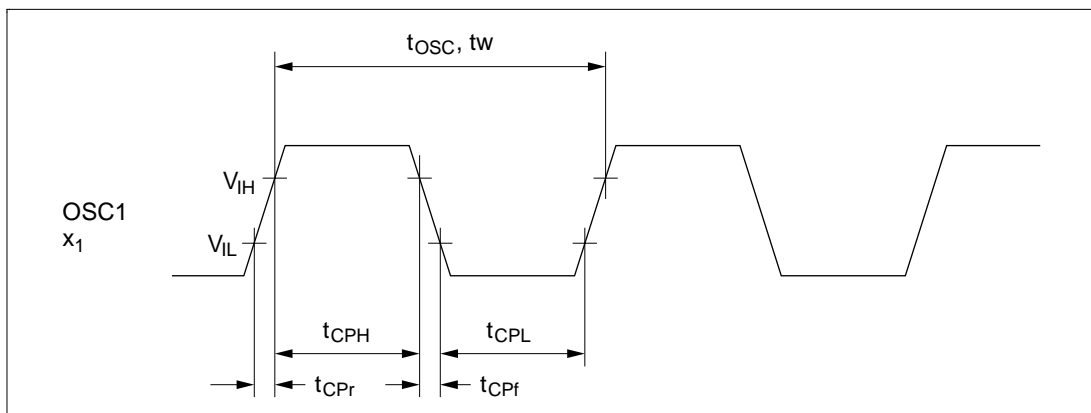 tOSC, tw
VIH
OSC1
x1
VIL
tCPH
tCPL
tCPr
tCPf